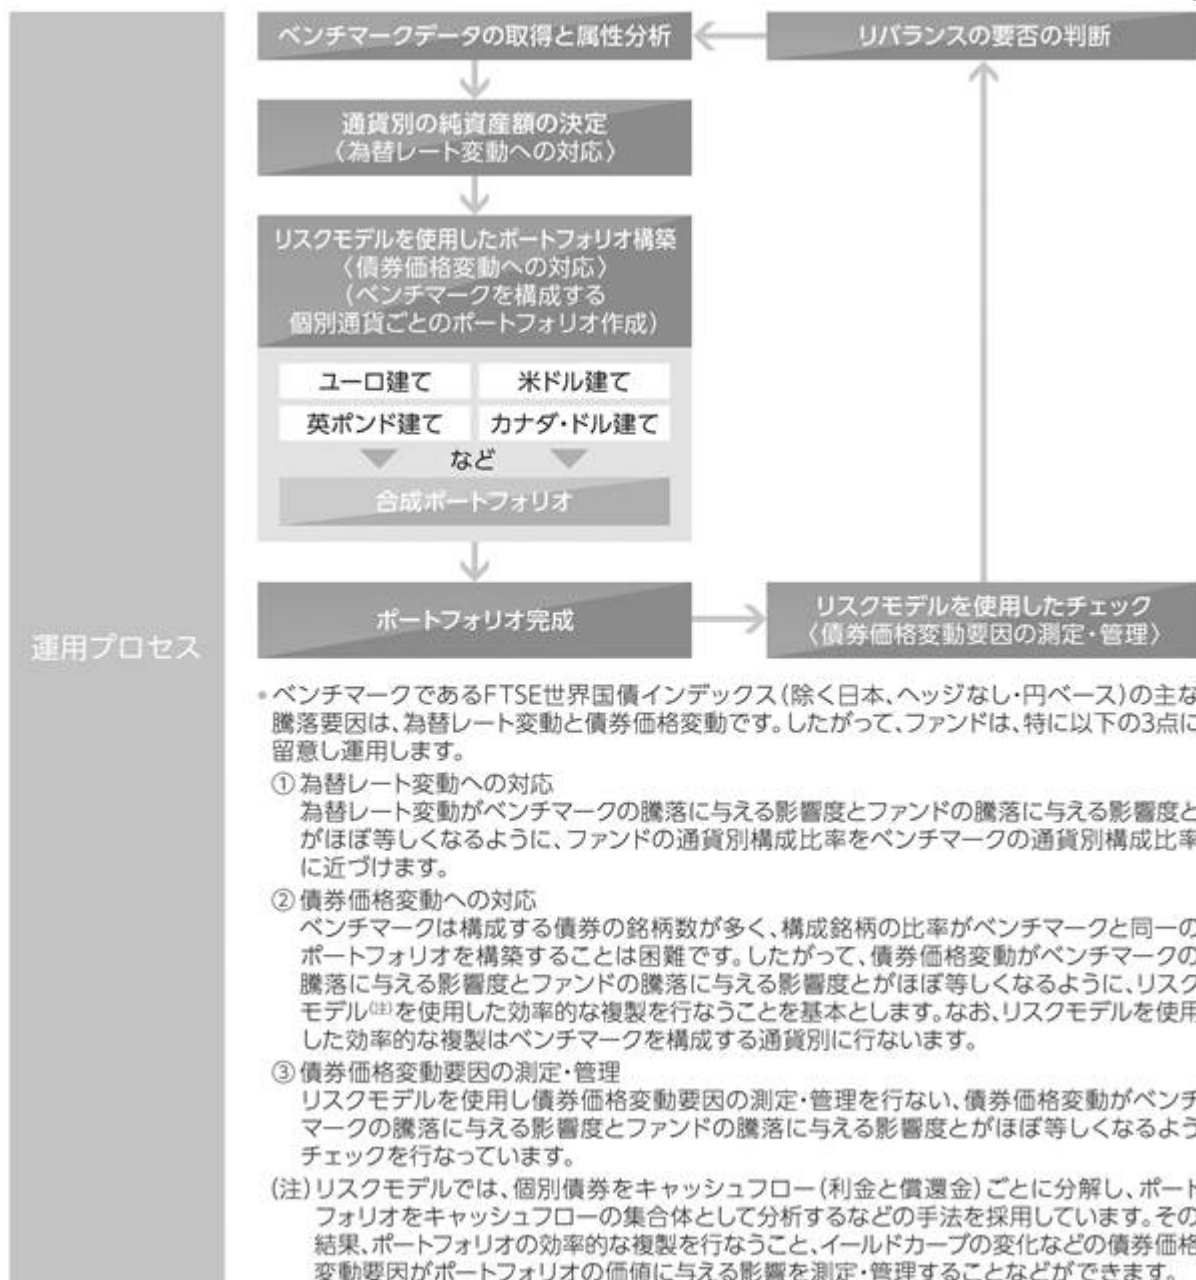 ベンチマークデータの取得と属性分析
リバランスの要否の判断
通貨別の純資産額の決定
〈為替レート変動への対応〉
リスクモデルを使用したポートフォリオ構築
〈債券価格変動への対応〉
(ベンチマークを構成する
個別通貨ごとのポートフォリオ作成)
ユーロ建て
米ドル建て
英ポンド建て
カナダ・ドル建て
など
合成ポートフォリオ
ポートフォリオ完成
リスクモデルを使用したチェック
〈債券価格変動要因の測定・管理〉
運用プロセス
●ベンチマークであるFTSE世界国債インデックス(除く日本、ヘッジなし・円ベース)の主な
騰落要因は、為替レート変動と債券価格変動です。したがって、ファンドは、特に以下の3点に
留意し運用します。
①為替レート変動への対応
為替レート変動がベンチマークの騰落に与える影響度とファンドの騰落に与える影響度と
がほぼ等しくなるように、ファンドの通貨別構成比率をベンチマークの通貨別構成比率
に近づけます。
②債券価格変動への対応
ベンチマークは構成する債券の銘柄数が多く、構成銘柄の比率がベンチマークと同一の
ポートフォリオを構築することは困難です。したがって、債券価格変動がベンチマークの
騰落に与える影響度とファンドの騰落に与える影響度とがほぼ等しくなるように、リスク
モデル(注)を使用した効率的な複製を行なうことを基本とします。なお、リスクモデルを使用
した効率的な複製はベンチマークを構成する通貨別に行ないます。
③債券価格変動要因の測定・管理
リスクモデルを使用し債券価格変動要因の測定・管理を行ない、債券価格変動がベンチ
マークの騰落に与える影響度とファンドの騰落に与える影響度とがほぼ等しくなるよう
チェックを行なっています。
(注)リスクモデルでは、個別債券をキャッシュフロー(利金と償還金)ごとに分解し、ポート
フォリオをキャッシュフローの集合体として分析するなどの手法を採用しています。その
結果、ポートフォリオの効率的な複製を行なうこと、イールドカーブの変化などの債券価格
変動要因がポートフォリオの価値に与える影響を測定・管理することなどができます。